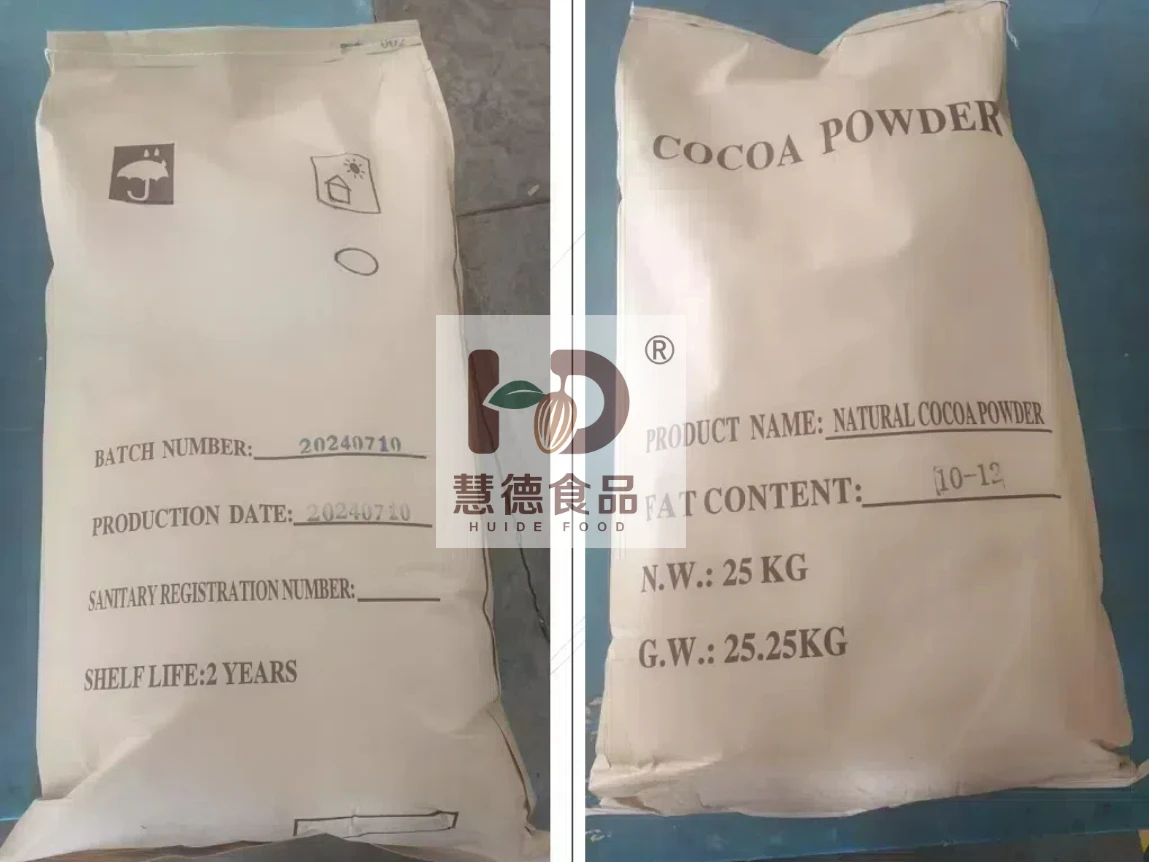 BATCH NUMBER: 20240710
PRODUCTION DATE: 20240710
SANITARY REGISTRATION NUMBER:
SHELF LIFE:2 YEARS
®
慧德食品
HUIDE FOOD
COCOA POWDER
PRODUCT NAME: NATURAL COCOA POWDER
FAT CONTENT: 10-12
N.W.: 25 KG
G.W.: 25.25KG